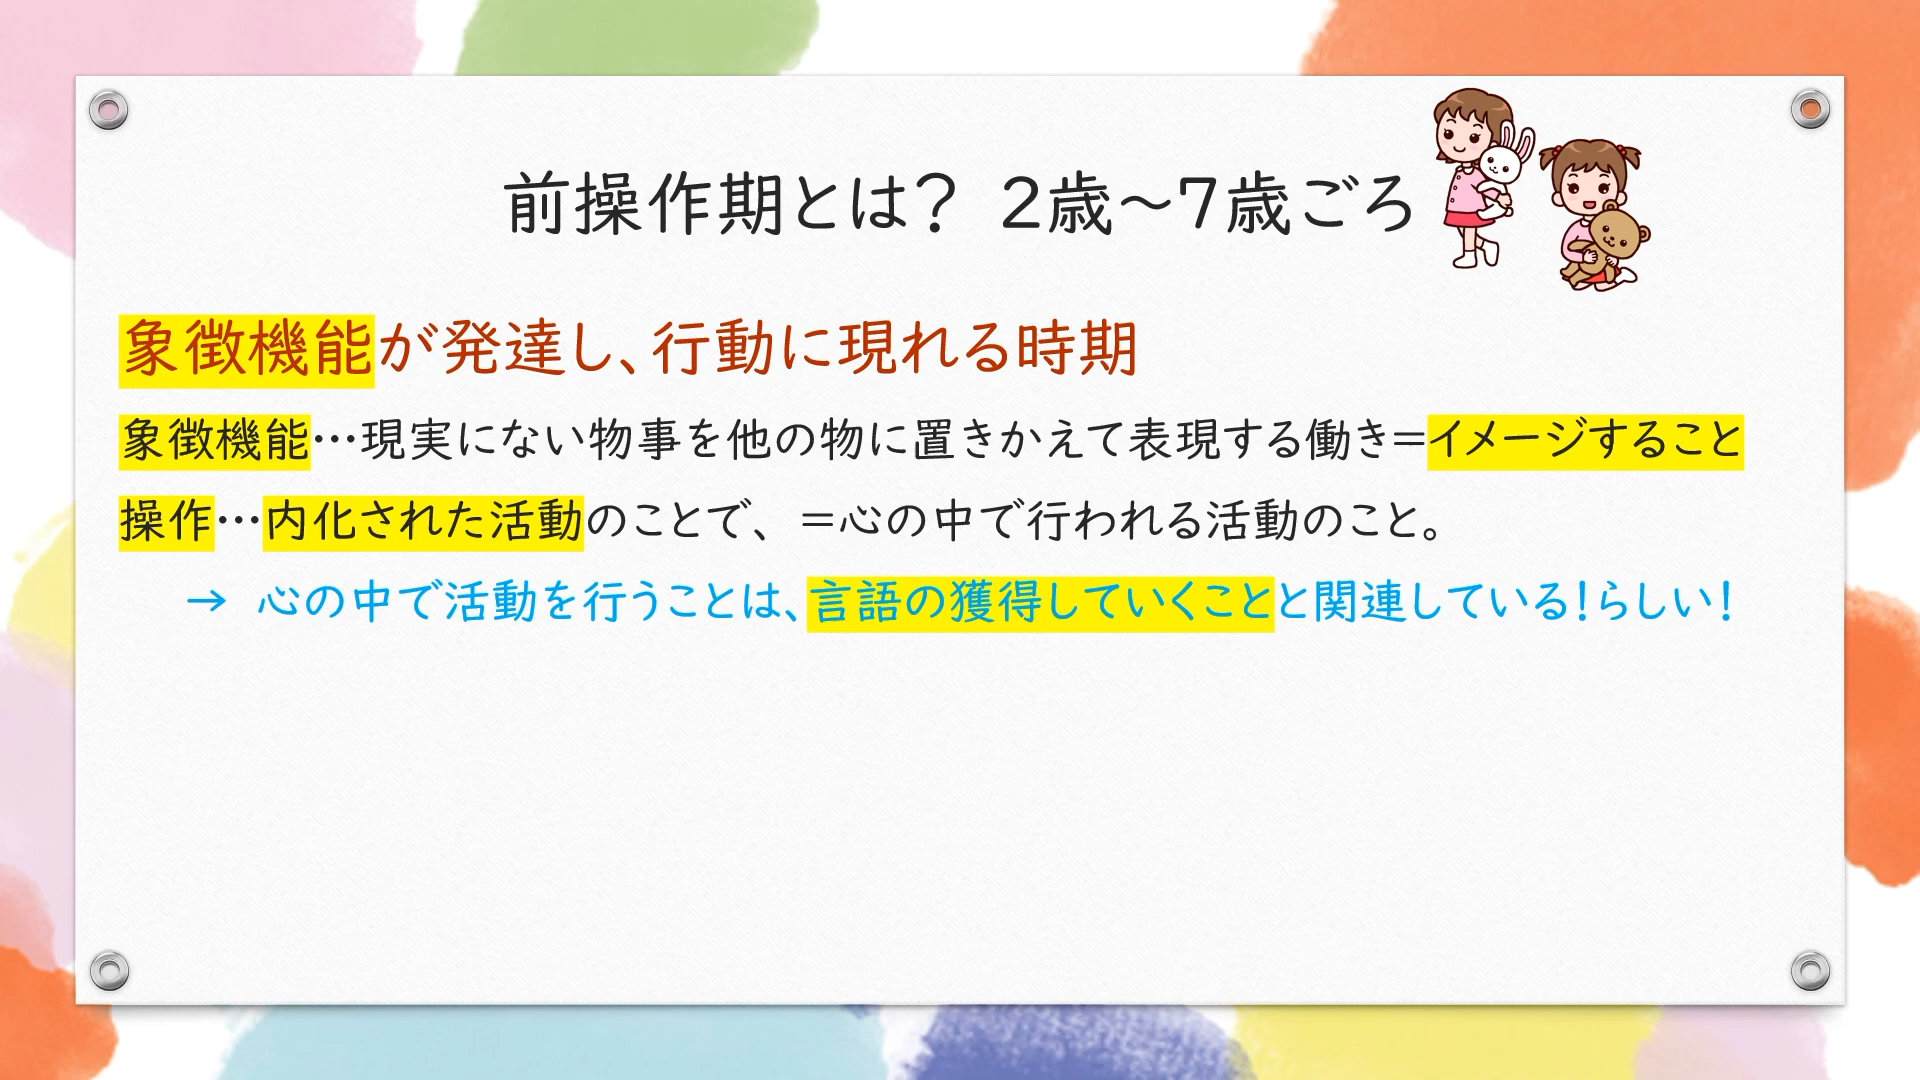 前操作期とは？ 2歳～7歳ごろ
象徴機能が発達し、行動に現れる時期
象徴機能…現実にない物事を他の物に置きかえて表現する働き＝イメージすること
操作…内化された活動のことで、＝心の中で行われる活動のこと。
→ 心の中で活動を行うことは、言語の獲得していくことと関連している！らしい！